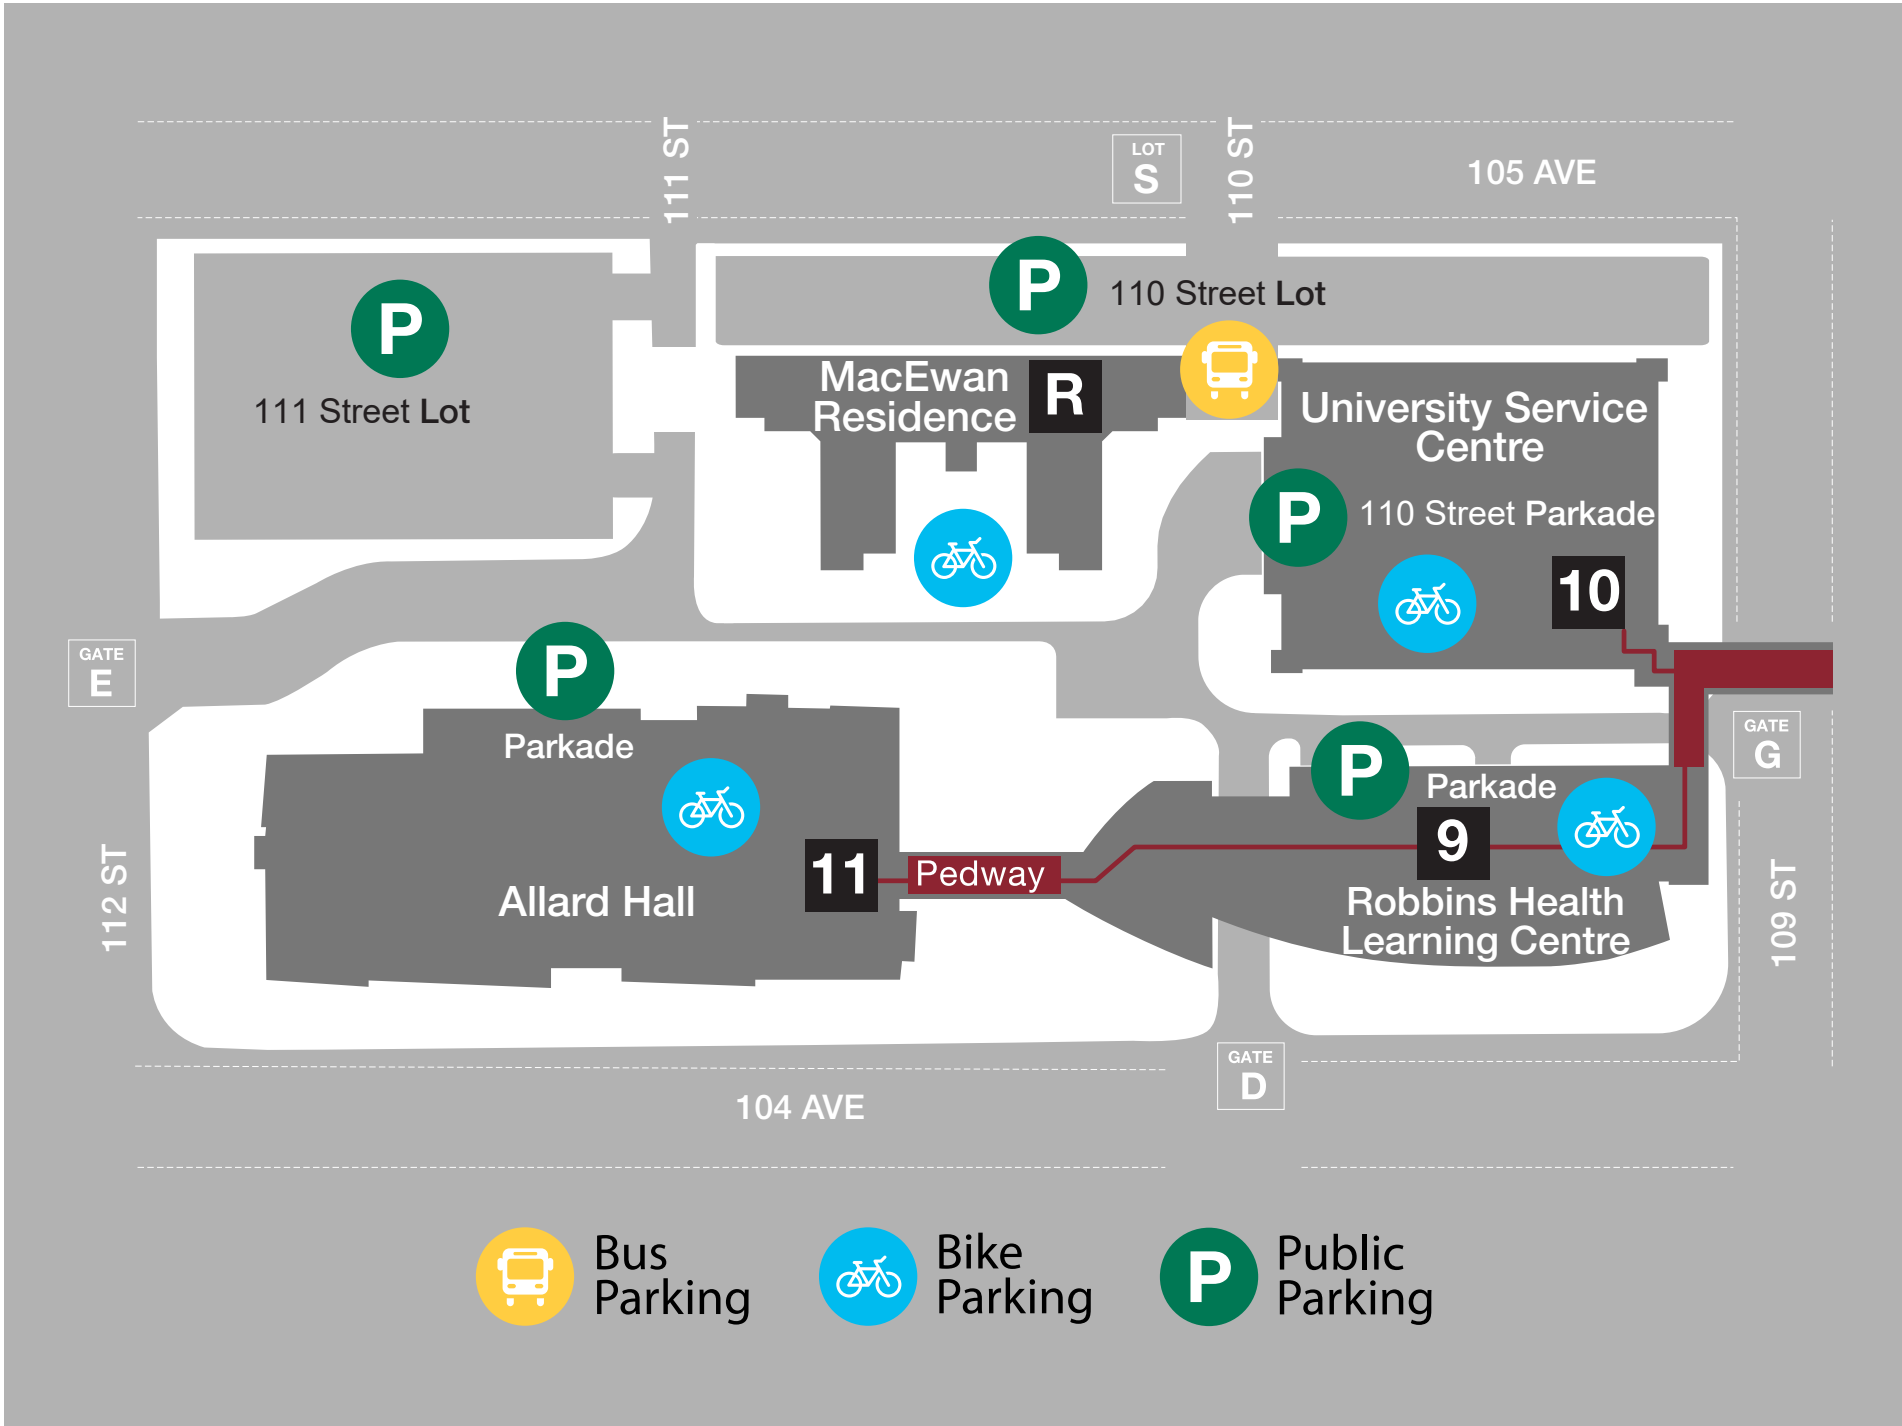 111 ST
LOT
S
110 ST
105 AVE
P
P
110 Street Lot
111 Street Lot
MacEwan
Residence
R
University Service
Centre
P
110 Street Parkade
10
GATE
E
P
Parkade
GATE
G
P
Parkade
9
11
Pedway
Allard Hall
Robbins Health
Learning Centre
112 ST
109 ST
GATE
D
104 AVE
Bus
Parking
Bike
Parking
P
Public
Parking